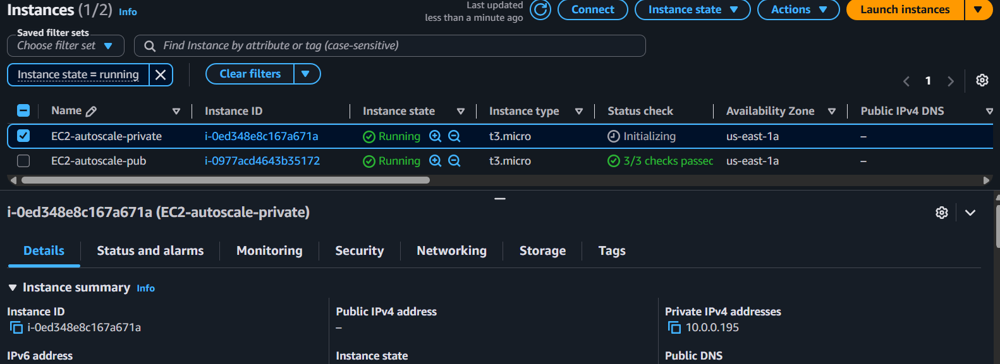 Instances (1/2) Info
Last updated
less than a minute ago
Connect
Instance state
Actions
Launch instances
Saved filter sets
Choose filter set
Find Instance by attribute or tag (case-sensitive)
Instance state = running
Clear filters
1
Name Instance ID Instance state Instance type Status check Availability Zone Public IPv4 DNS
EC2-autoscale-private i-0ed348e8c167a671a Running t3.micro Initializing us-east-1a –
EC2-autoscale-pub i-0977acd4643b35172 Running t3.micro 3/3 checks passed us-east-1a –
i-0ed348e8c167a671a (EC2-autoscale-private)
Details Status and alarms Monitoring Security Networking Storage Tags
Instance summary Info
Instance ID Public IPv4 address Private IPv4 addresses
i-0ed348e8c167a671a – 10.0.0.195
IPv6 address Instance state Public DNS